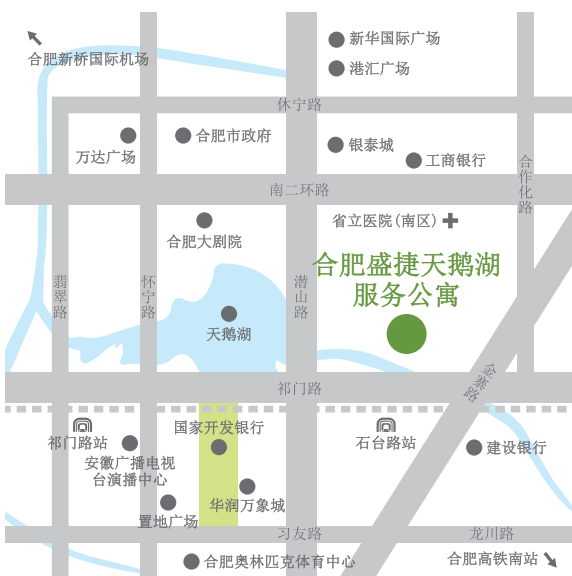 新华国际广场
合肥新桥国际机场
港汇广场
休宁路
合肥市政府
万达广场
银泰城
工商银行
合作化路
南二环路
省立医院(南区)
合肥大剧院
合肥盛捷天鹅湖
服务公寓
翡翠路
怀宁路
潜山路
天鹅湖
祁门路
金寨路
国家开发银行
祁门路站
石台路站
建设银行
安徽广播电视
台演播中心
华润万象城
置地广场
习友路
龙川路
合肥奥林匹克体育中心
合肥高铁南站